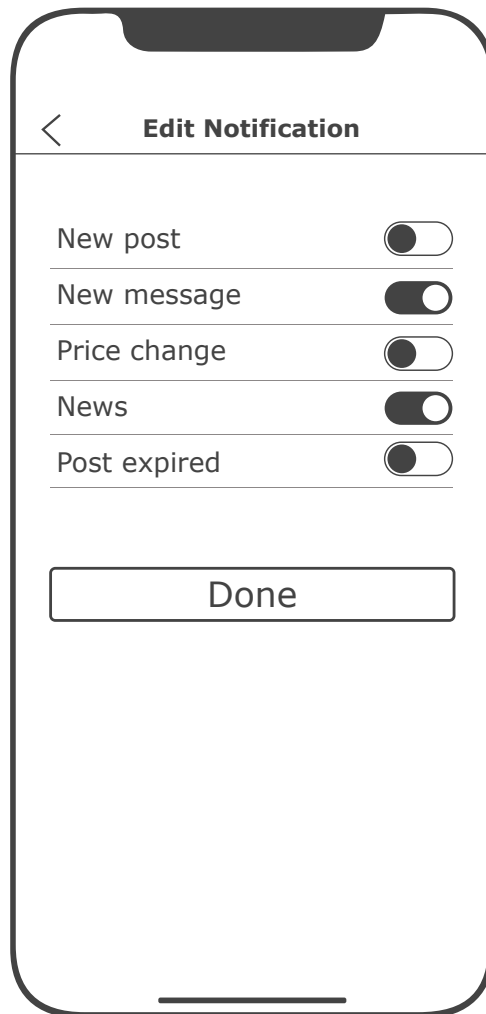 Edit Notification
New post
New message
Price change
News
Post expired
Done